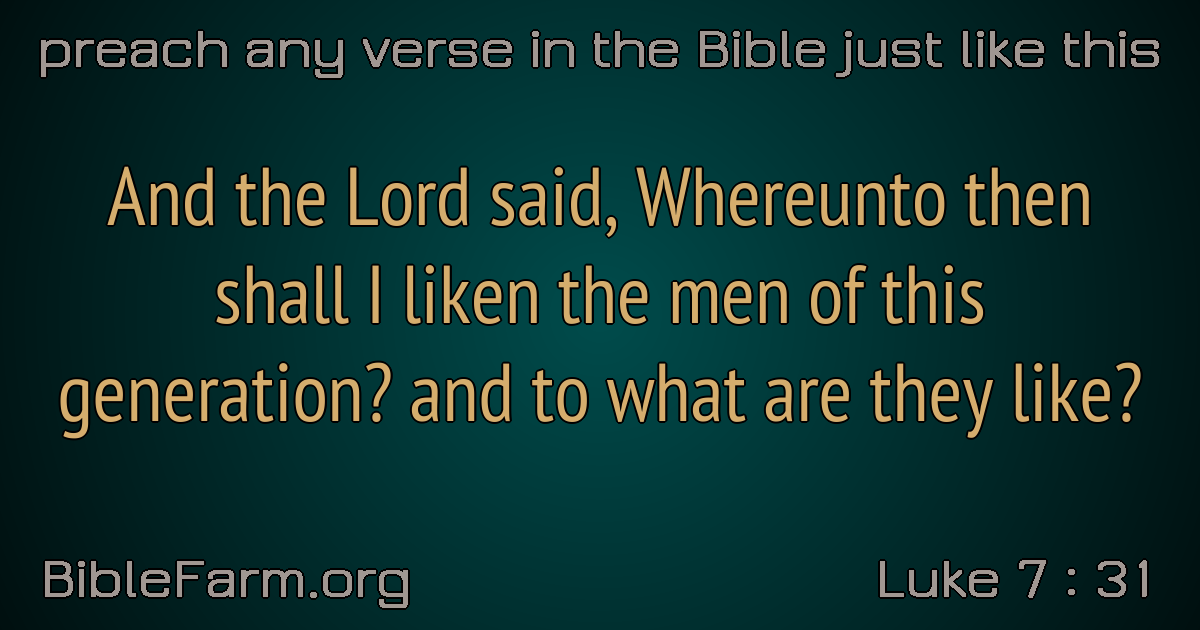 preach any verse in the Bible just like this
And the Lord said, Whereunto then
shall I liken the men of this
generation? and to what are they like?
BibleFarm.org
Luke 7 : 31